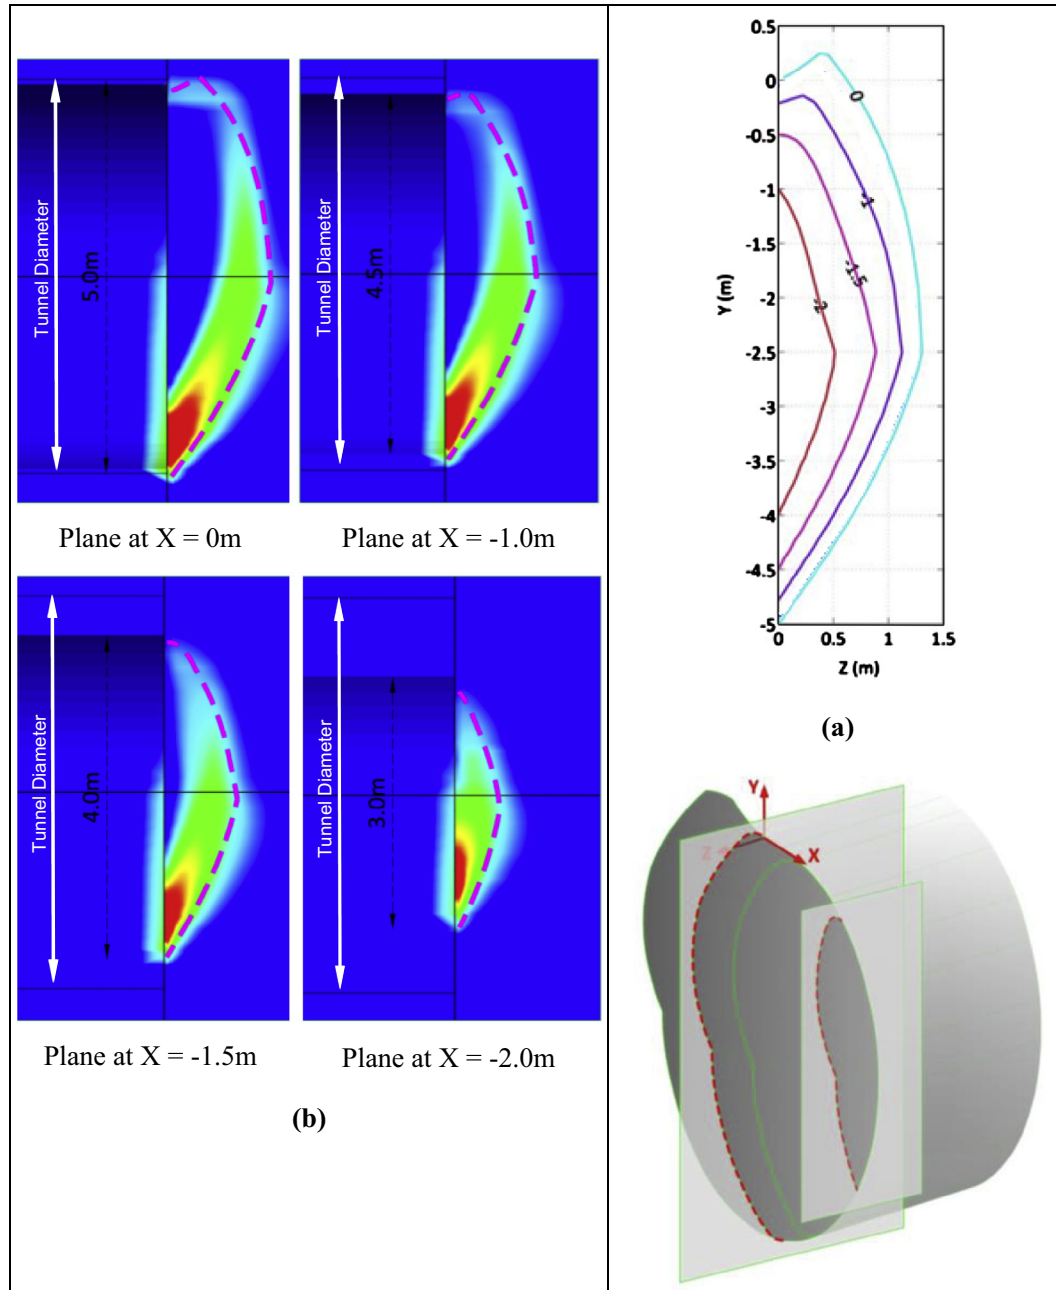 Tunnel Diameter
5.0m
Tunnel Diameter
4.5m
Plane at X = 0m
Plane at X = -1.0m
Tunnel Diameter
4.0m
Tunnel Diameter
3.0m
Plane at X = -1.5m
Plane at X = -2.0m
(b)
0.5
0
-0.5
-1
-1.5
-2
-2.5
-3
-3.5
-4
-4.5
-5
Y (m)
0
-1
-1.5
-2
0 0.5 1 1.5
Z (m)
(a)
Y
Z
X